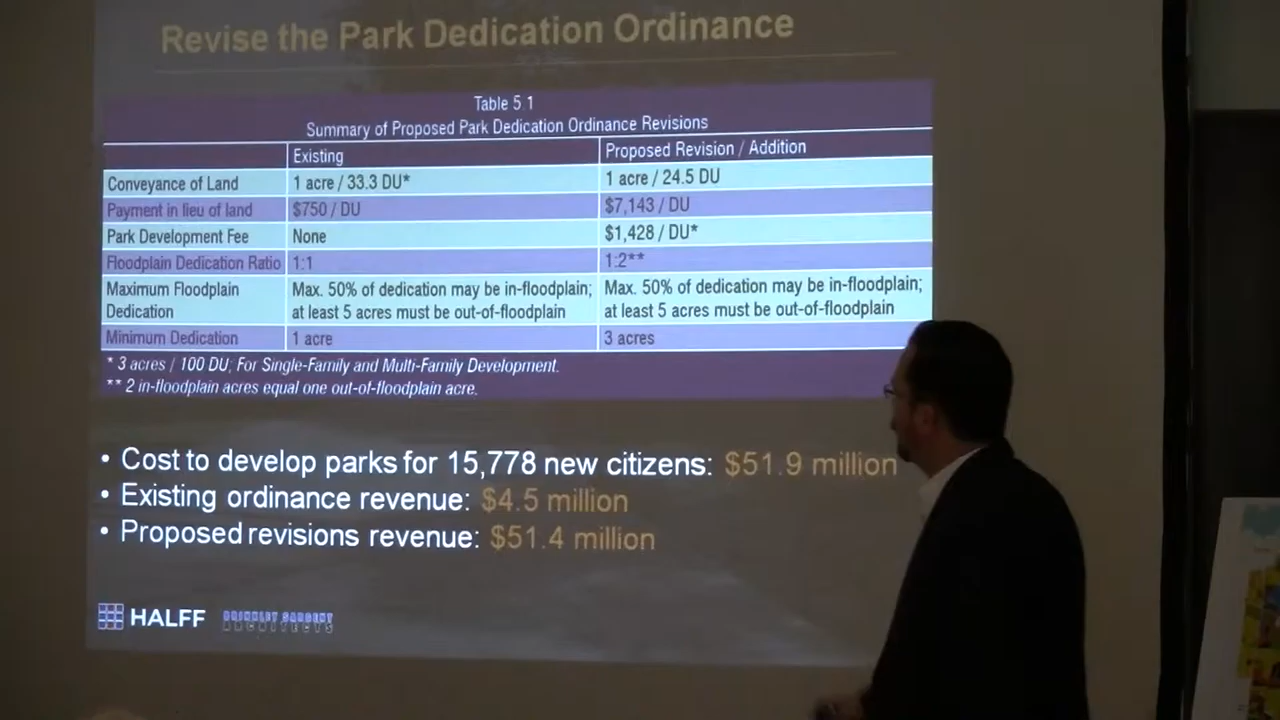 Revise the Park Dedication Ordinance
Table 5.1
Summary of Proposed Park Dedication Ordinance Revisions
Existing Proposed Revision / Addition
Conveyance of Land 1 acre / 33.3 DU* 1 acre / 24.5 DU
Payment in lieu of land $750 / DU $7,143 / DU
Park Development Fee None $1,428 / DU*
Floodplain Dedication Ratio 1:1 1:2**
Maximum Floodplain Dedication Max. 50% of dedication may be in-floodplain; at least 5 acres must be out-of-floodplain Max. 50% of dedication may be in-floodplain; at least 5 acres must be out-of-floodplain
Minimum Dedication 1 acre 3 acres
* 3 acres / 100 DU; For Single-Family and Multi-Family Development.
** 2 in-floodplain acres equal one out-of-floodplain acre.
• Cost to develop parks for 15,778 new citizens: $51.9 million
• Existing ordinance revenue: $4.5 million
• Proposed revisions revenue: $51.4 million
HALFF
ARCHITECTS